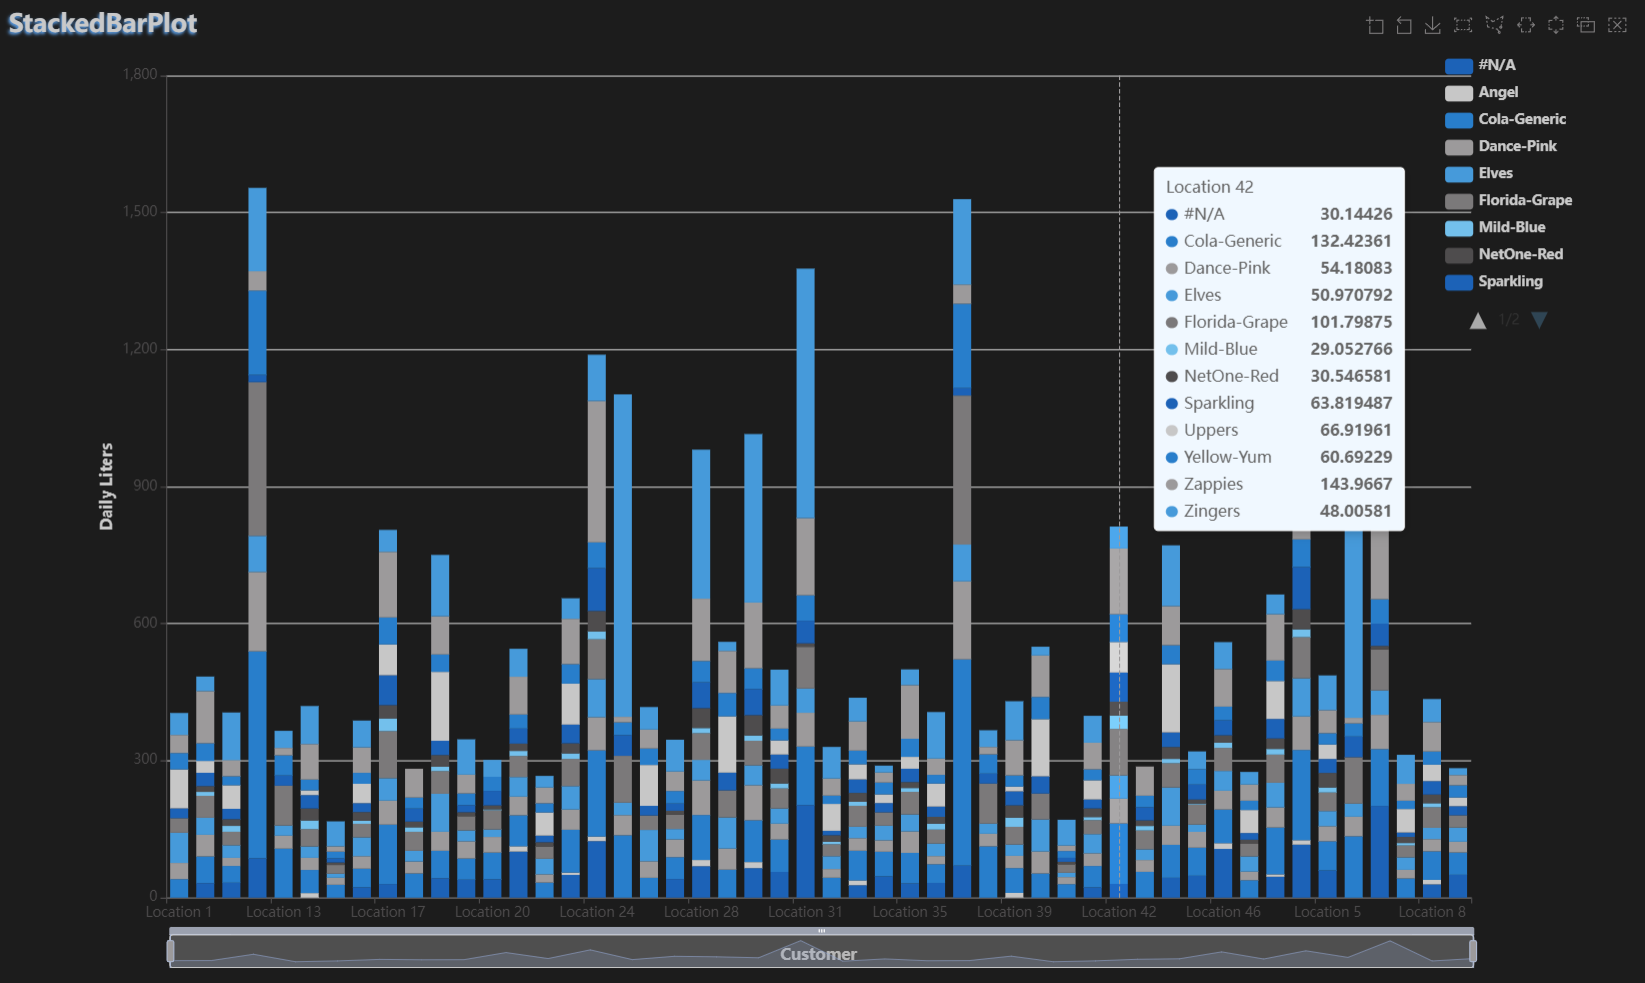 StackedBarPlot
#N/A
Angel
Cola-Generic
Dance-Pink
Elves
Florida-Grape
Mild-Blue
NetOne-Red
Sparkling
1/2
Daily Liters
1,800
1,500
1,200
900
600
300
0
Location 42
#N/A 30.14426
Cola-Generic 132.42361
Dance-Pink 54.18083
Elves 50.970792
Florida-Grape 101.79875
Mild-Blue 29.052766
NetOne-Red 30.546581
Sparkling 63.819487
Uppers 66.91961
Yellow-Yum 60.69229
Zappies 143.9667
Zingers 48.00581
Location 1 Location 13 Location 17 Location 20 Location 24 Location 28 Location 31 Location 35 Location 39 Location 42 Location 46 Location 5 Location 8
Customer